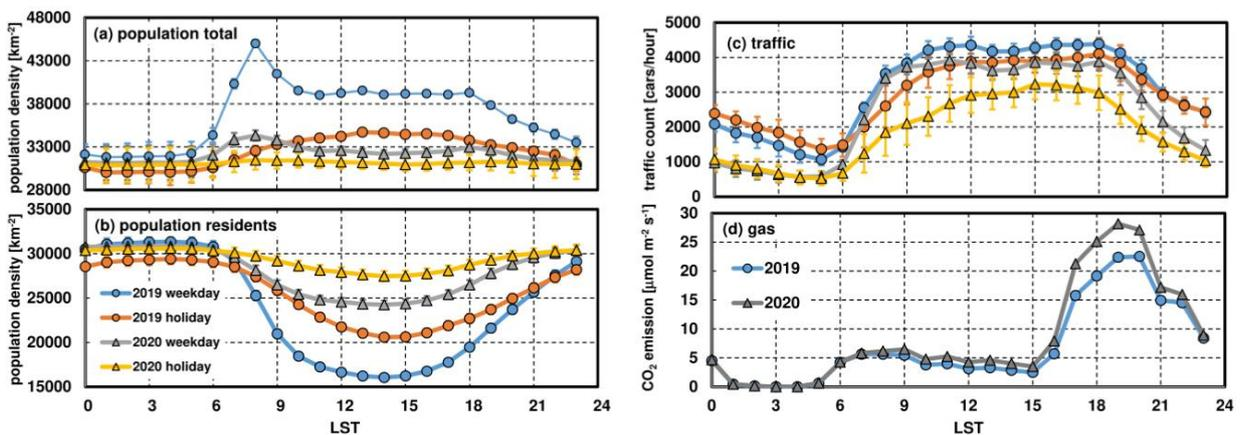 (a) population total
population density [km⁻²]
48000
43000
38000
33000
28000
(b) population residents
population density [km⁻²]
35000
30000
25000
20000
15000
2019 weekday
2019 holiday
2020 weekday
2020 holiday
0 3 6 9 12 15 18 21 24
LST
(c) traffic
traffic count [cars/hour]
5000
4000
3000
2000
1000
0
(d) gas
CO₂ emission [μmol m⁻² s⁻¹]
30
25
20
15
10
5
0
2019
2020
0 3 6 9 12 15 18 21 24
LST